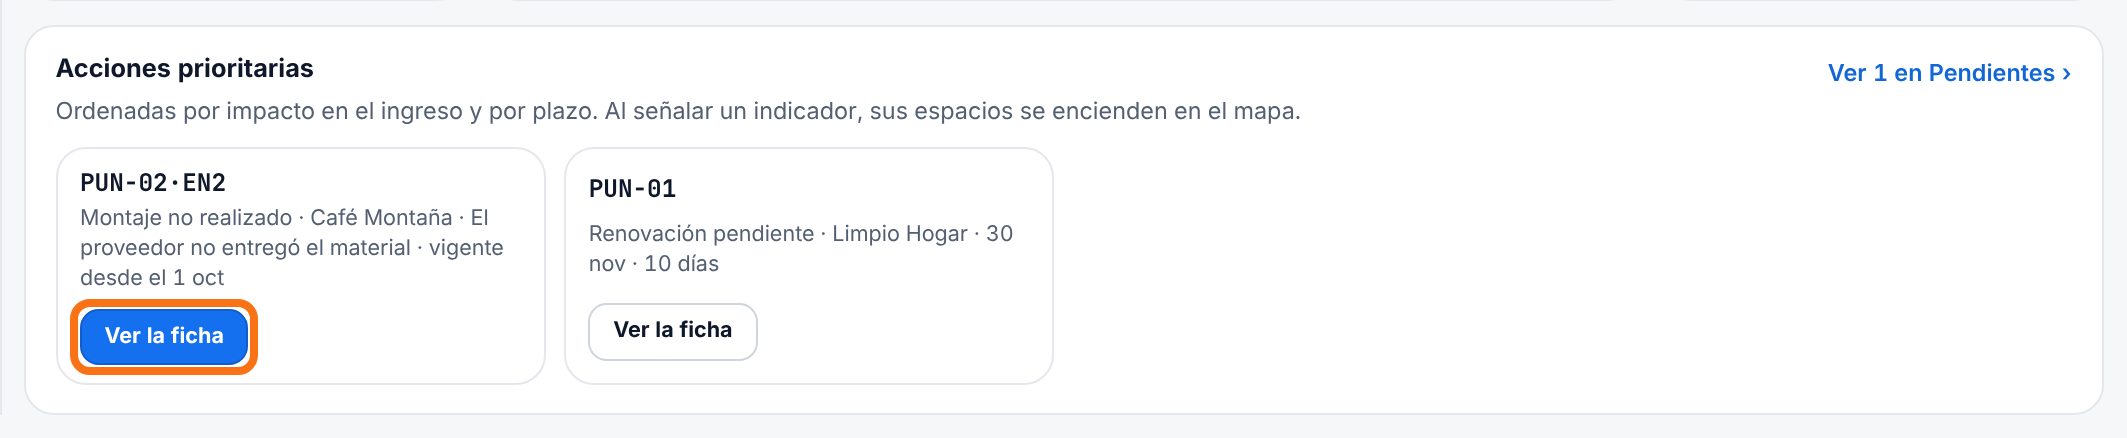 Acciones prioritarias
Ver 1 en Pendientes ›
Ordenadas por impacto en el ingreso y por plazo. Al señalar un indicador, sus espacios se encienden en el mapa.
PUN-02·EN2
Montaje no realizado · Café Montaña · El
proveedor no entregó el material · vigente
desde el 1 oct
Ver la ficha
PUN-01
Renovación pendiente · Limpio Hogar · 30
nov · 10 días
Ver la ficha